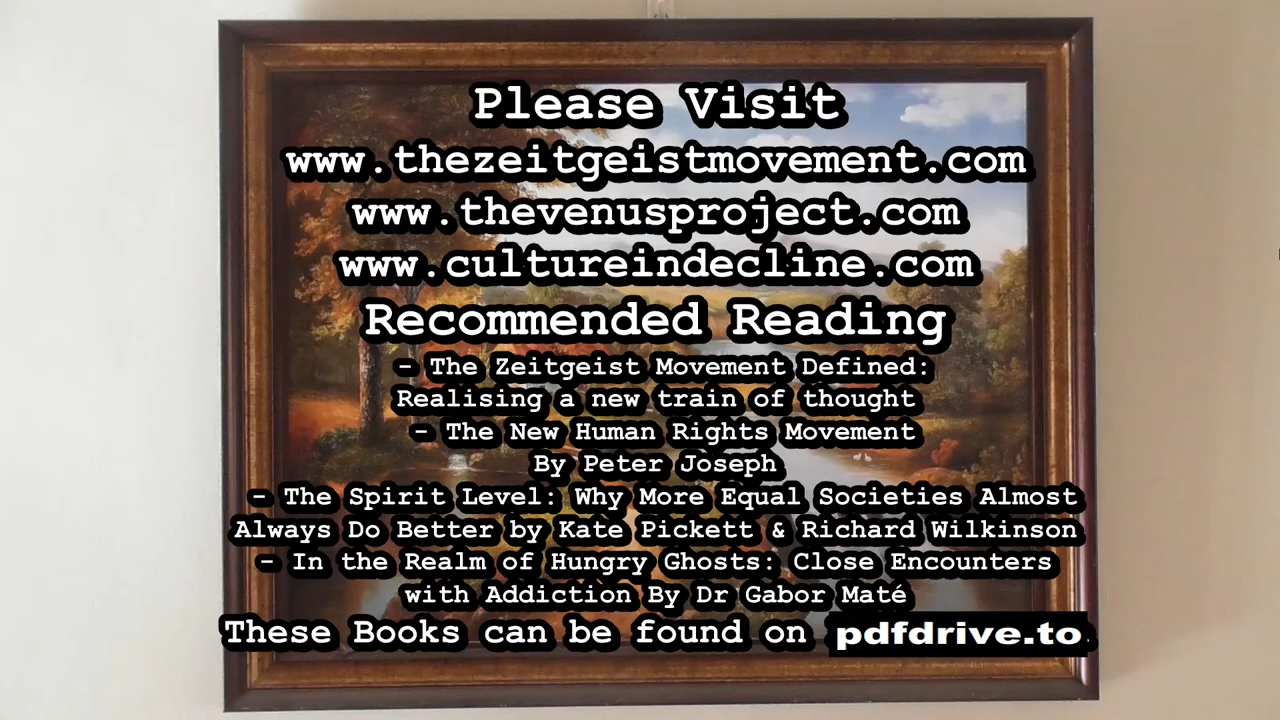 Please Visit
www.thezeitgeistmovement.com
www.thevenusproject.com
www.cultureindecline.com
Recommended Reading
- The Zeitgeist Movement Defined:
Realising a new train of thought
- The New Human Rights Movement
By Peter Joseph
- The Spirit Level: Why More Equal Societies Almost
Always Do Better by Kate Pickett & Richard Wilkinson
- In the Realm of Hungry Ghosts: Close Encounters
with Addiction By Dr Gabor Maté
These Books can be found on pdfdrive.to